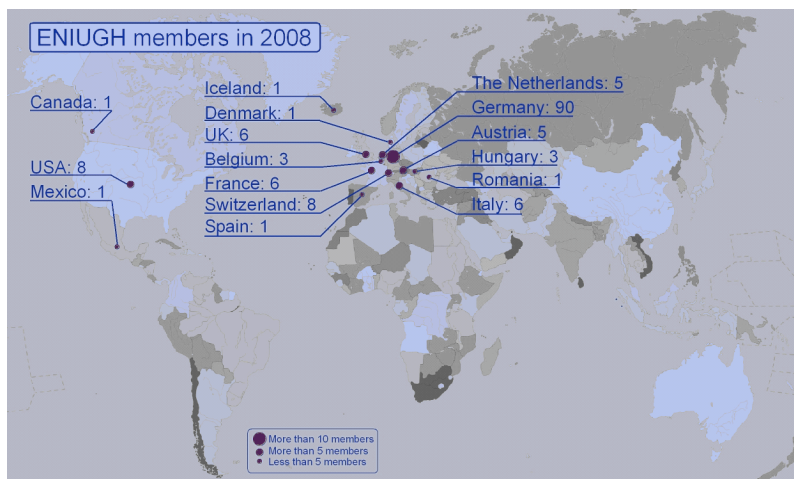 ENIUGH members in 2008
Canada: 1
USA: 8
Mexico: 1
Iceland: 1
Denmark: 1
UK: 6
Belgium: 3
France: 6
Switzerland: 8
Spain: 1
The Netherlands: 5
Germany: 90
Austria: 5
Hungary: 3
Romania: 1
Italy: 6
More than 10 members
More than 5 members
Less than 5 members